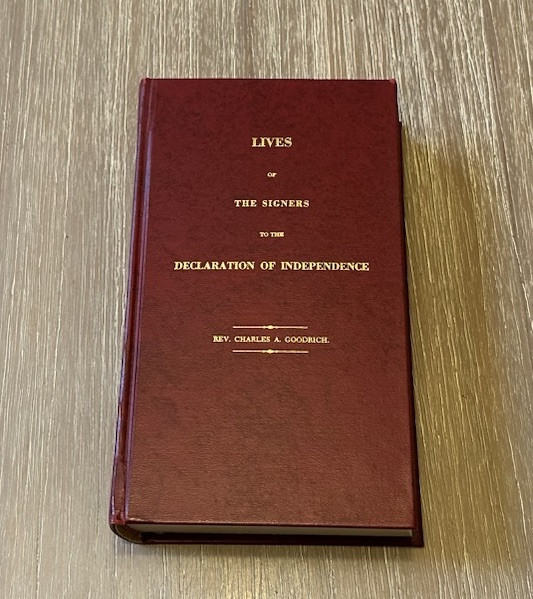 LIVES
OF
THE SIGNERS
TO THE
DECLARATION OF INDEPENDENCE
REV. CHARLES A. GOODRICH.